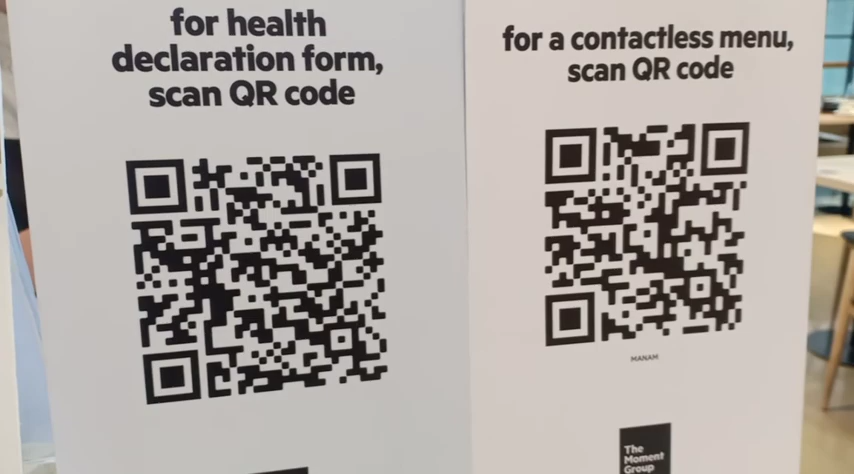 for health
declaration form,
scan QR code
for a contactless menu,
scan QR code
MANAM
The
Moment
Group